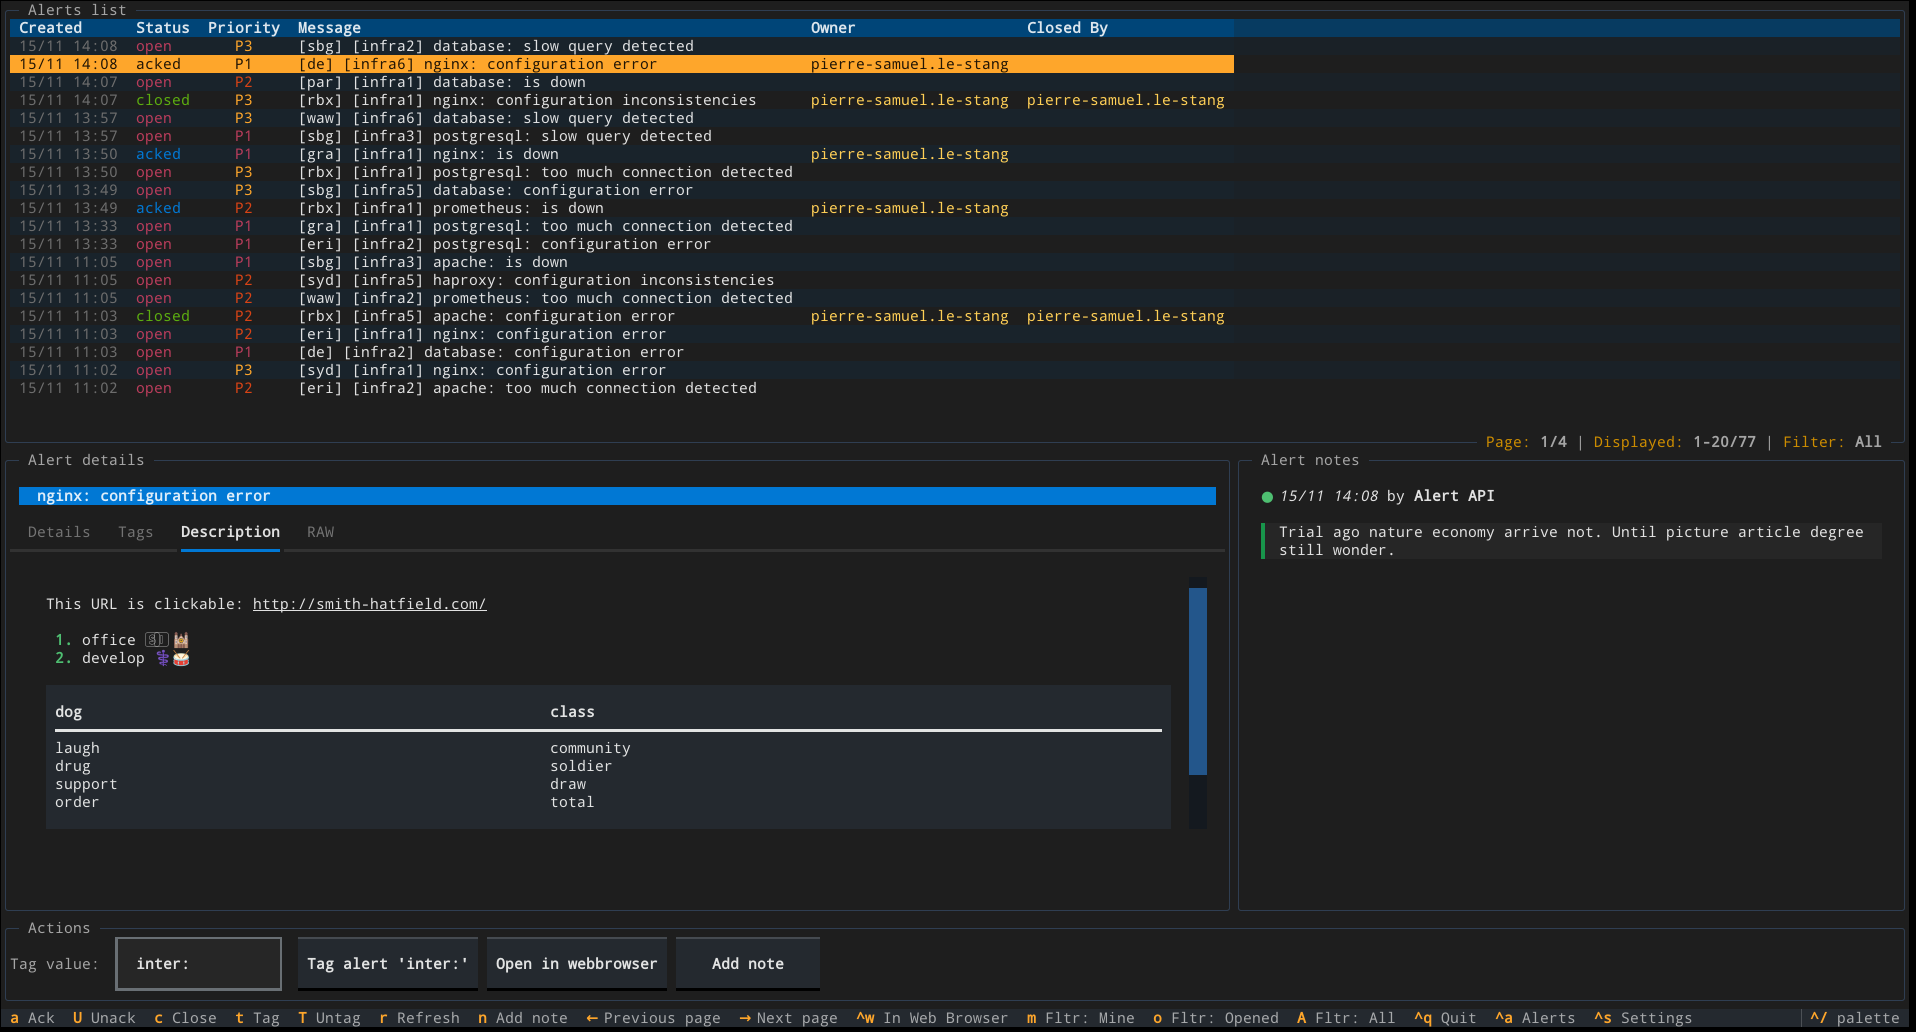 Alerts list
Created Status Priority Message Owner Closed By
15/11 14:08 open P3 [sbg] [infra2] database: slow query detected
15/11 14:08 acked P1 [de] [infra6] nginx: configuration error pierre-samuel.le-stang
15/11 14:07 open P2 [par] [infra1] database: is down
15/11 14:07 closed P3 [rbx] [infra1] nginx: configuration inconsistencies pierre-samuel.le-stang pierre-samuel.le-stang
15/11 13:57 open P3 [waw] [infra6] database: slow query detected
15/11 13:57 open P1 [sbg] [infra3] postgresql: slow query detected
15/11 13:50 acked P1 [gra] [infra1] nginx: is down pierre-samuel.le-stang
15/11 13:50 open P3 [rbx] [infra1] postgresql: too much connection detected
15/11 13:49 open P3 [sbg] [infra5] database: configuration error
15/11 13:49 acked P2 [rbx] [infra1] prometheus: is down pierre-samuel.le-stang
15/11 13:33 open P1 [gra] [infra1] postgresql: too much connection detected
15/11 13:33 open P1 [eri] [infra2] postgresql: configuration error
15/11 11:05 open P1 [sbg] [infra3] apache: is down
15/11 11:05 open P2 [syd] [infra5] haproxy: configuration inconsistencies
15/11 11:05 open P2 [waw] [infra2] prometheus: too much connection detected
15/11 11:03 closed P2 [rbx] [infra5] apache: configuration error pierre-samuel.le-stang pierre-samuel.le-stang
15/11 11:03 open P2 [eri] [infra1] nginx: configuration error
15/11 11:03 open P1 [de] [infra2] database: configuration error
15/11 11:02 open P3 [syd] [infra1] nginx: configuration error
15/11 11:02 open P2 [eri] [infra2] apache: too much connection detected
Page: 1/4 | Displayed: 1-20/77 | Filter: All
Alert details
nginx: configuration error
Details Tags Description RAW
This URL is clickable: http://smith-hatfield.com/
1. office
2. develop
dog class
laugh community
drug soldier
support draw
order total
Alert notes
15/11 14:08 by Alert API
Trial ago nature economy arrive not. Until picture article degree
still wonder.
Actions
Tag value: inter: Tag alert 'inter:' Open in webbrowser Add note
a Ack U Unack c Close t Tag T Untag r Refresh n Add note ← Previous page → Next page ^w In Web Browser m Fltr: Mine o Fltr: Opened A Fltr: All ^q Quit ^a Alerts ^s Settings ^/ palette